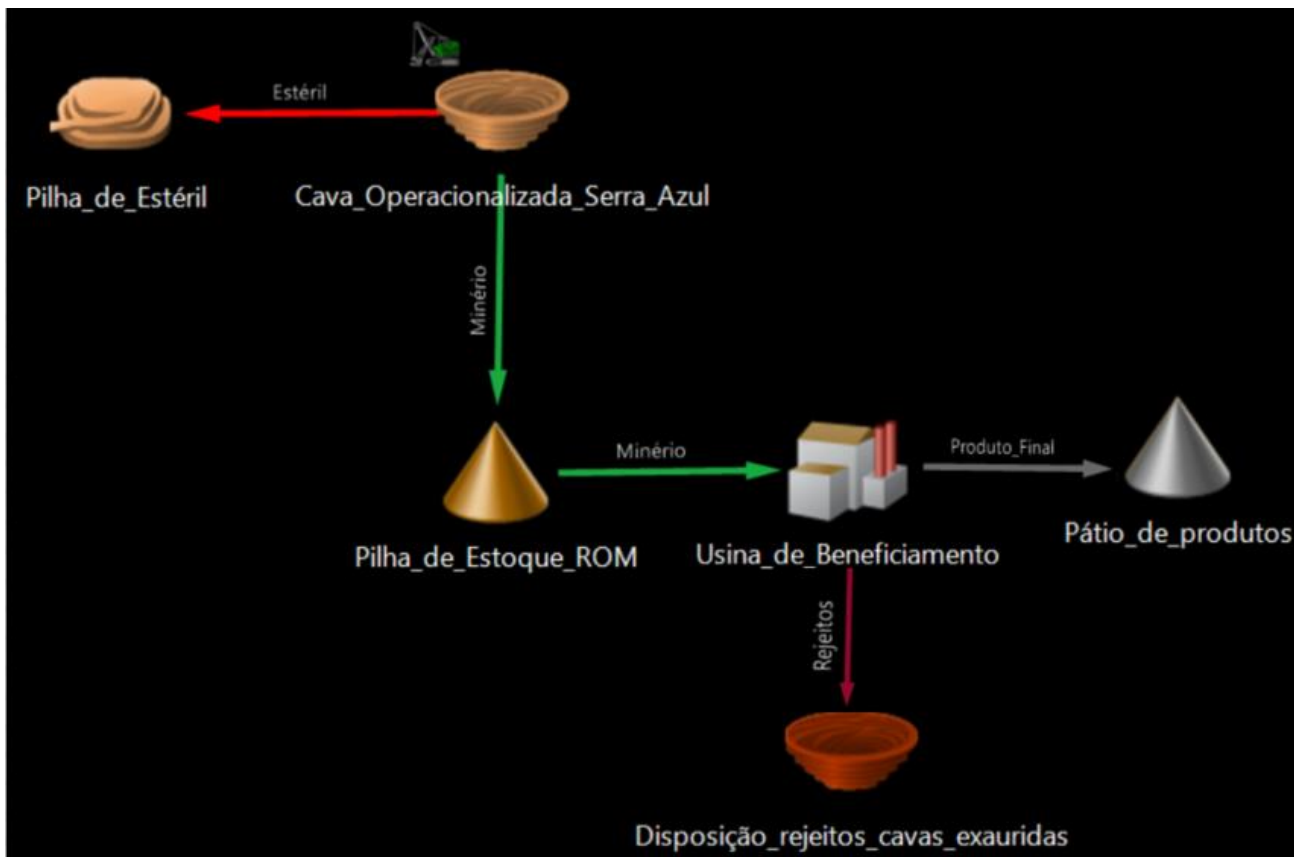 Estéril
Pilha_de_Estéril
Cava_Operacionalizada_Serra_Azul
Minério
Minério
Produto_Final
Pilha_de_Estoque_ROM
Usina_de_Beneficiamento
Pátio_de_produtos
Rejeitos
Disposição_rejeitos_cavas_exauridas